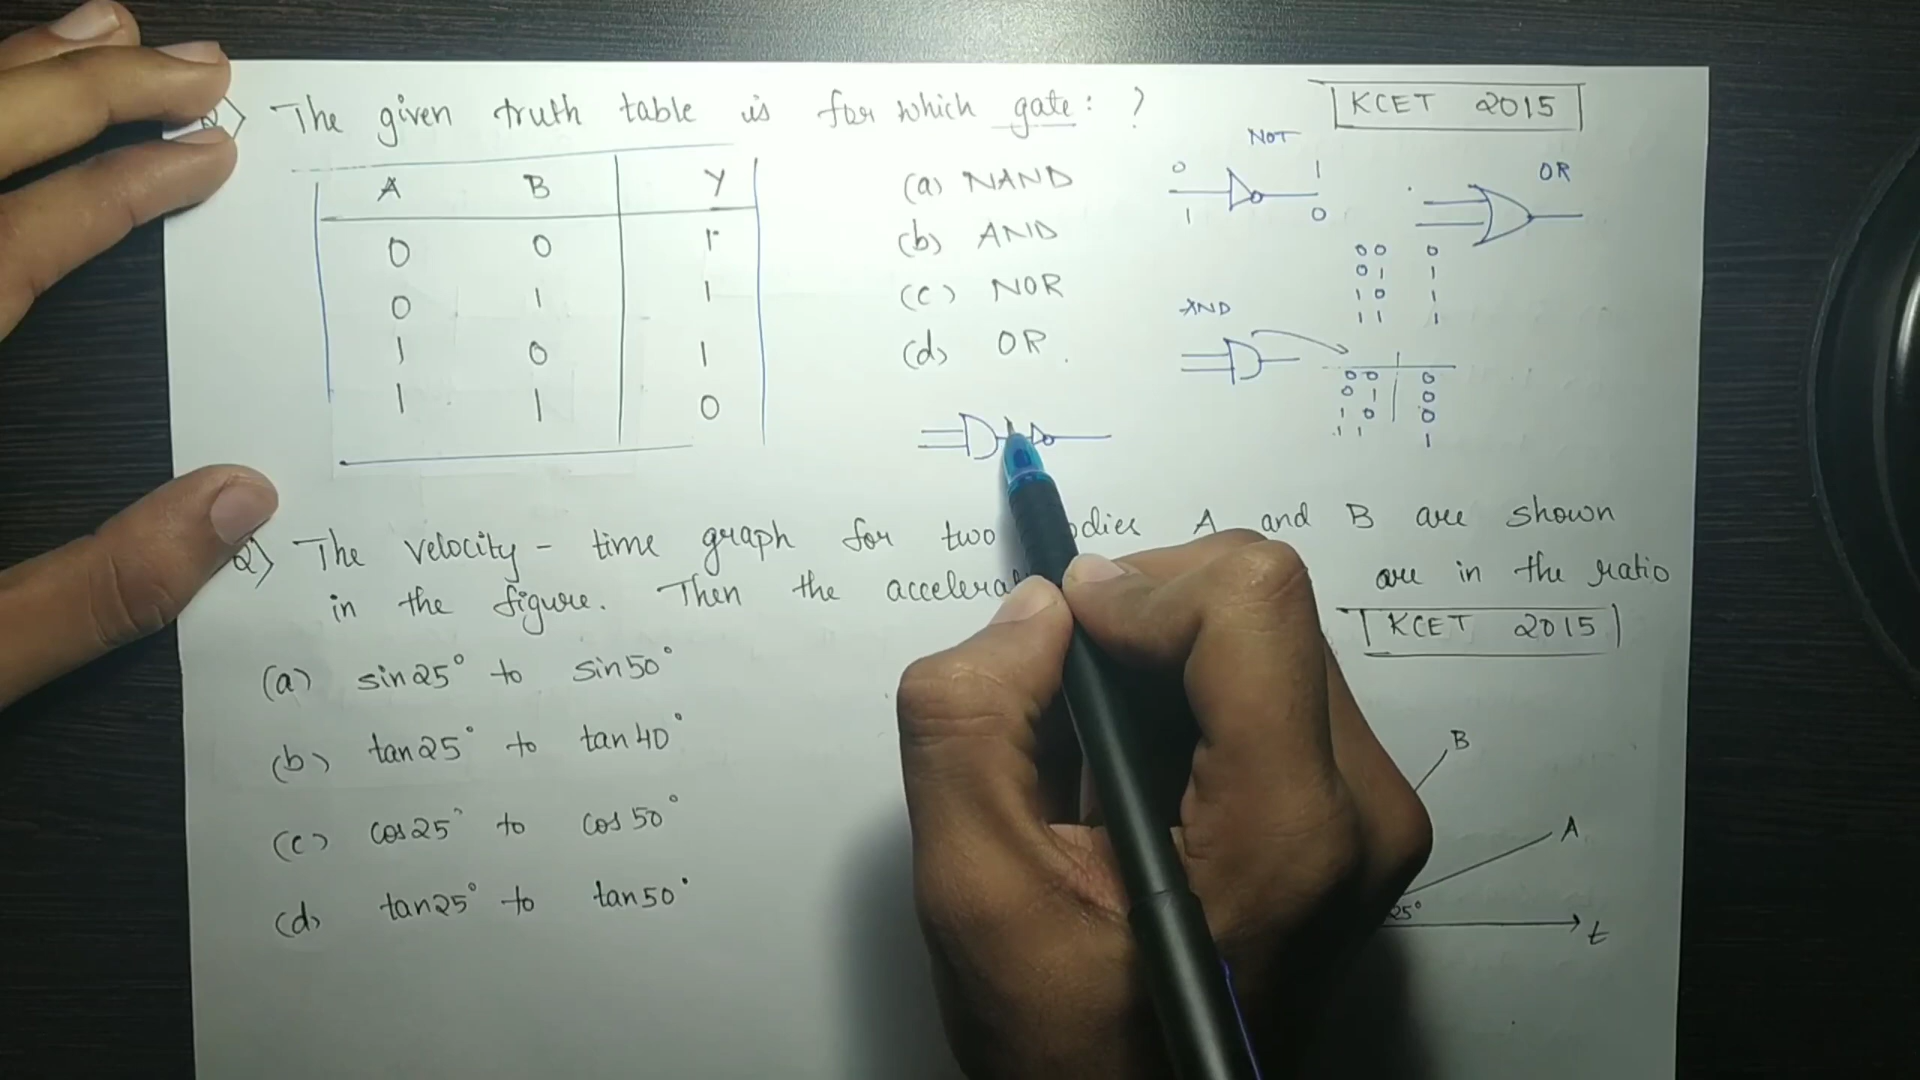 Q) The given truth table is for which gate : ?
KCET 2015
A B Y
0 0 1
0 1 1
1 0 1
1 1 0
(a) NAND
(b) AND
(c) NOR
(d) OR
NOT
0 1
1 0
OR
0 0 0
0 1 1
1 0 1
1 1 1
AND
0 0 0
0 1 0
1 0 0
1 1 1
Q) The velocity - time graph for two A and B are shown
in the figure. Then the are in the ratio
KCET 2015
(a) sin25° to sin50°
(b) tan25° to tan40°
(c) cos25° to cos50°
(d) tan25° to tan50°
B
A
25°
t